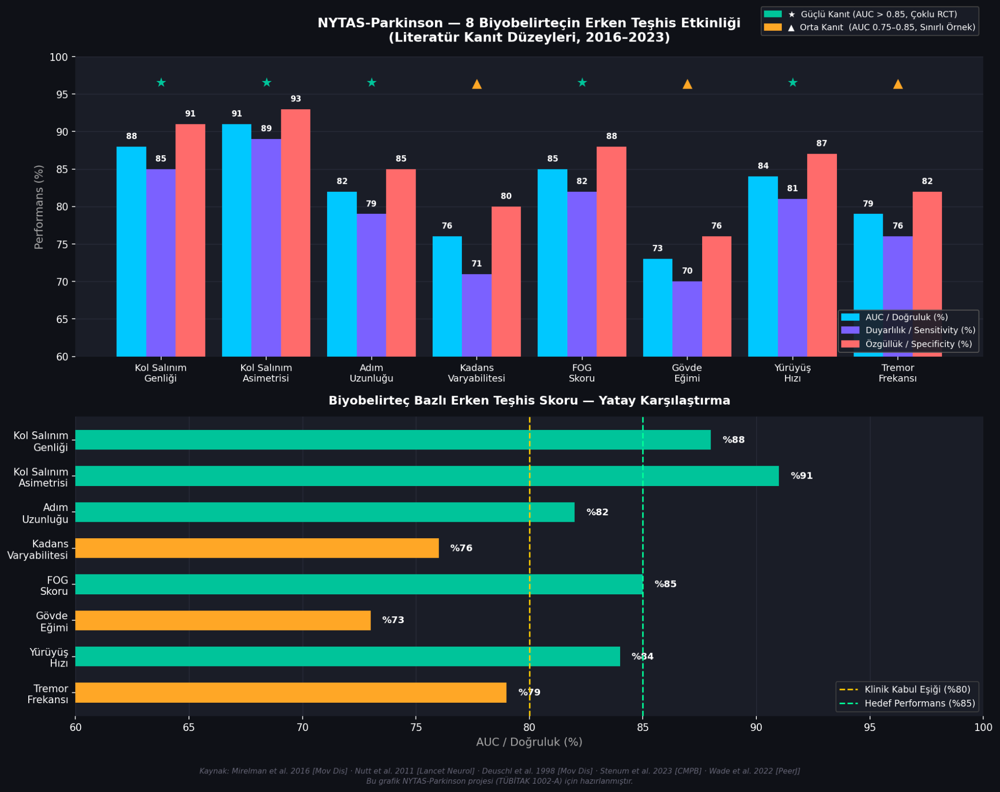 NYTAS-Parkinson — 8 Biyobelirteçin Erken Teşhis Etkinliği
(Literatür Kanıt Düzeyleri, 2016–2023)
★ Güçlü Kanıt (AUC > 0.85, Çoklu RCT)
▲ Orta Kanıt (AUC 0.75–0.85, Sınırlı Örnek)
Performans (%)
100
95
90
85
80
75
70
65
60
88
85
91
91
89
93
82
79
85
76
71
80
85
82
88
73
70
76
84
81
87
79
76
82
AUC / Doğruluk (%)
Duyarlılık / Sensitivity (%)
Özgüllük / Specificity (%)
Kol Salınım
Genliği
Kol Salınım
Asimetrisi
Adım
Uzunluğu
Kadans
Varyabilitesi
FOG
Skoru
Gövde
Eğimi
Yürüyüş
Hızı
Tremor
Frekansı
Biyobelirteç Bazlı Erken Teşhis Skoru — Yatay Karşılaştırma
Kol Salınım
Genliği
%88
Kol Salınım
Asimetrisi
%91
Adım
Uzunluğu
%82
Kadans
Varyabilitesi
%76
FOG
Skoru
%85
Gövde
Eğimi
%73
Yürüyüş
Hızı
%84
Tremor
Frekansı
%79
Klinik Kabul Eşiği (%80)
Hedef Performans (%85)
60
65
70
75
80
85
90
95
100
AUC / Doğruluk (%)
Kaynak: Mirelman et al. 2016 [Mov Dis] · Nutt et al. 2011 [Lancet Neurol] · Deuschl et al. 1998 [Mov Dis] · Stenum et al. 2023 [CMPB] · Wade et al. 2022 [PeerJ]
Bu grafik NYTAS-Parkinson projesi (TÜBİTAK 1002-A) için hazırlanmıştır.